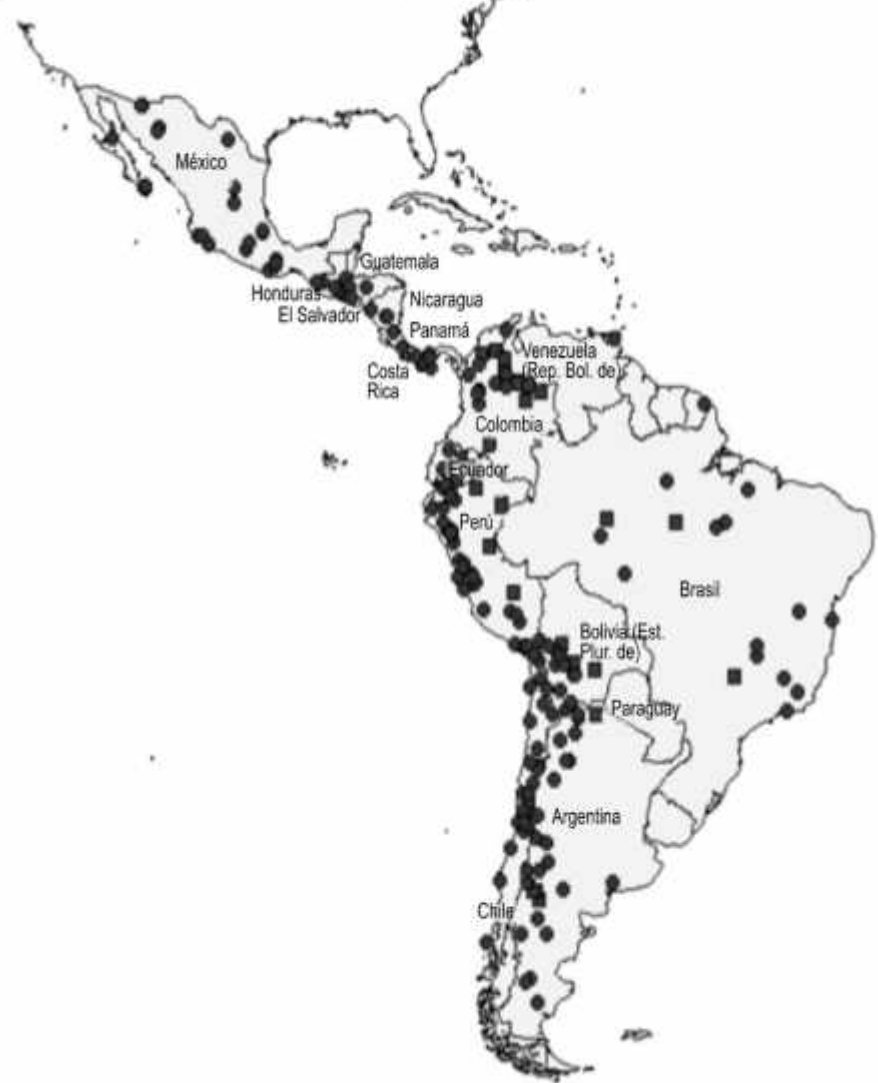 México
Guatemala
Honduras
Nicaragua
El Salvador
Panamá
Costa
Rica
Venezuela
(Rep. Bol. de)
Colombia
Ecuador
Perú
Brasil
Bolivia (Est.
Plur. de)
Paraguay
Argentina
Chile